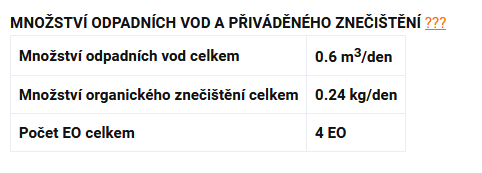 MNOŽSTVÍ ODPADNÍCH VOD A PŘIVÁDĚNÉHO ZNEČIŠTĚNÍ ???
Množství odpadních vod celkem 0.6 m³/den
Množství organického znečištění celkem 0.24 kg/den
Počet EO celkem 4 EO